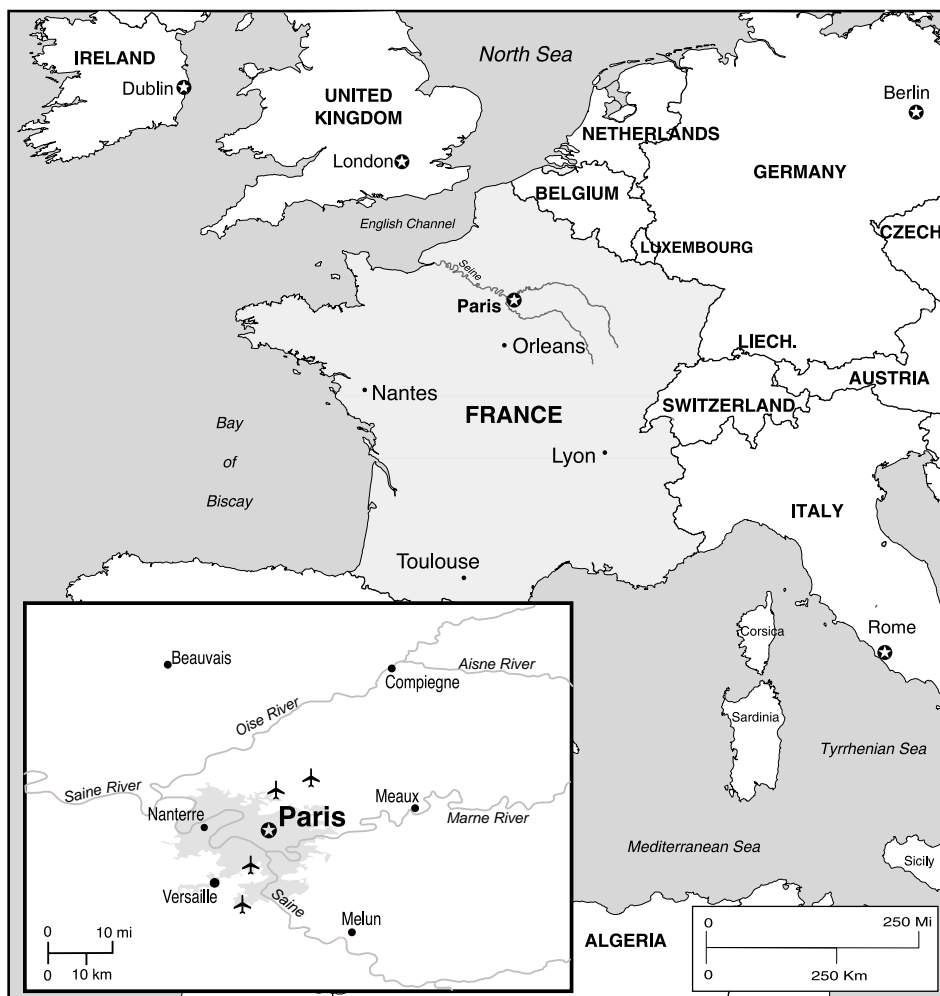 North Sea
IRELAND
Dublin
UNITED
KINGDOM
London
Berlin
NETHERLANDS
GERMANY
BELGIUM
English Channel
CZECH
LUXEMBOURG
Seine
Paris
Orleans
LIECH.
AUSTRIA
Nantes
SWITZERLAND
FRANCE
Bay
of
Biscay
Lyon
ITALY
Toulouse
Corsica
Rome
Sardinia
Tyrrhenian Sea
Mediterranean Sea
Sicily
ALGERIA
0 250 Mi
0 250 Km
Beauvais
Aisne River
Compiegne
Oise River
Saine River
Nanterre
Paris
Meaux
Marne River
Versaille
Saine
Melun
0 10 mi
0 10 km